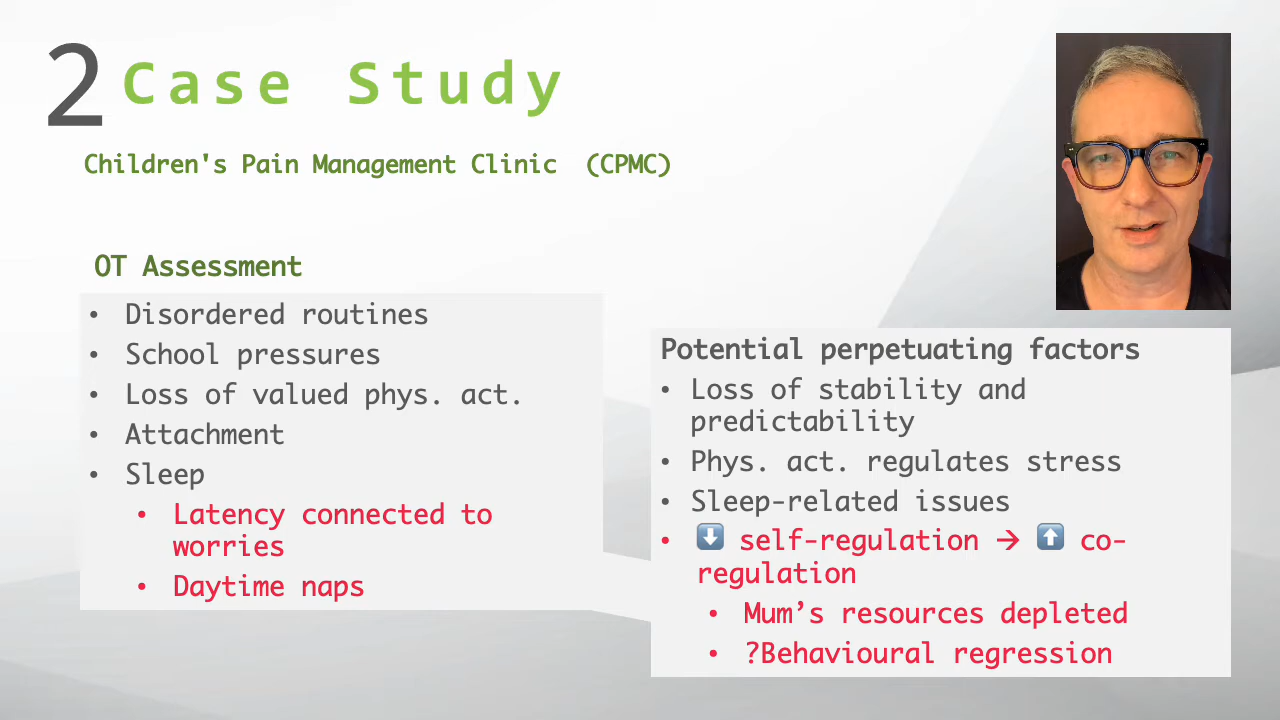 2 Case Study
Children's Pain Management Clinic (CPMC)
OT Assessment
• Disordered routines
• School pressures
• Loss of valued phys. act.
• Attachment
• Sleep
• Latency connected to
worries
• Daytime naps
Potential perpetuating factors
• Loss of stability and
predictability
• Phys. act. regulates stress
• Sleep-related issues
• ⬇️ self-regulation → ⬆️ co-
regulation
• Mum’s resources depleted
• ?Behavioural regression